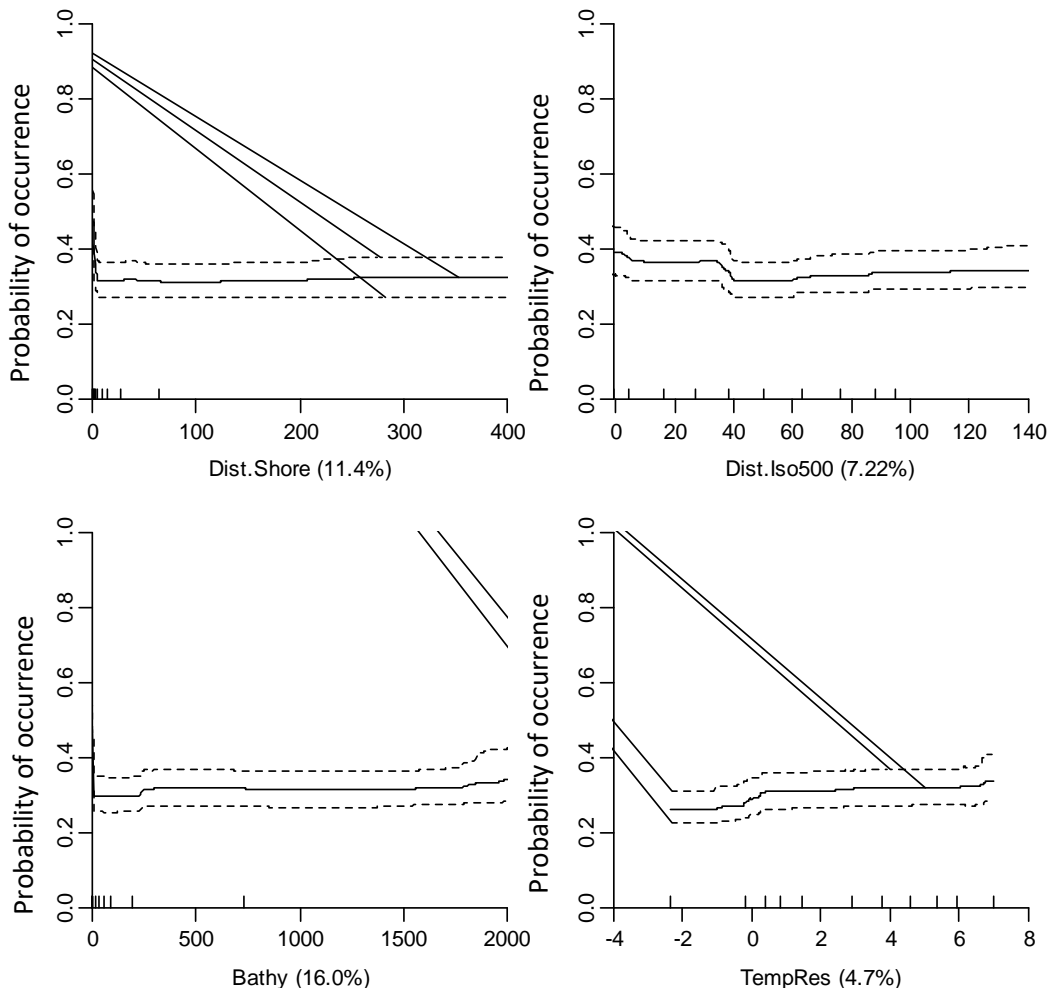 Probability of occurrence
1.0
0.8
0.6
0.4
0.2
0.0
0 100 200 300 400
Dist.Shore (11.4%)
Probability of occurrence
1.0
0.8
0.6
0.4
0.2
0.0
0 20 40 60 80 100 120 140
Dist.Iso500 (7.22%)
Probability of occurrence
1.0
0.8
0.6
0.4
0.2
0.0
0 500 1000 1500 2000
Bathy (16.0%)
Probability of occurrence
1.0
0.8
0.6
0.4
0.2
0.0
-4 -2 0 2 4 6 8
TempRes (4.7%)